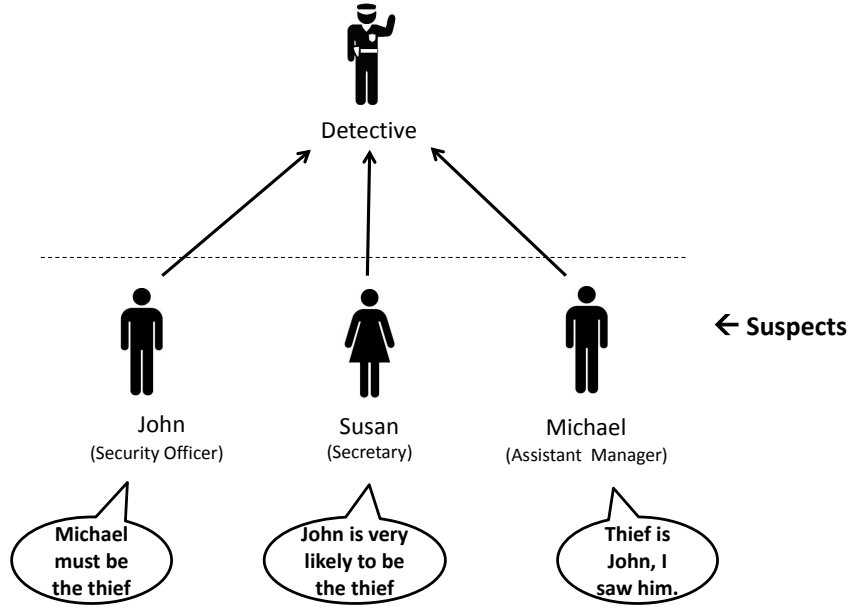 Detective
← Suspects
John
(Security Officer)
Susan
(Secretary)
Michael
(Assistant Manager)
Michael
must be
the thief
John is very
likely to be
the thief
Thief is
John, I
saw him.